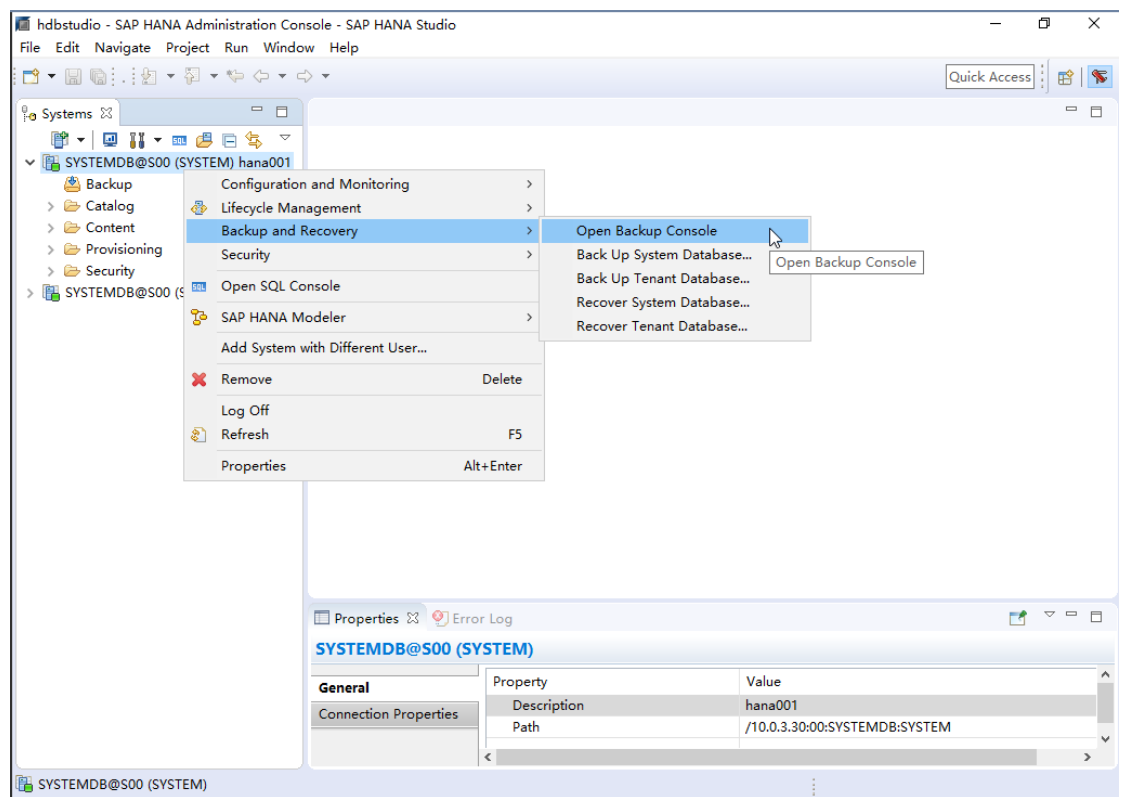 hdbstudio - SAP HANA Administration Console - SAP HANA Studio
File Edit Navigate Project Run Window Help
Quick Access
Systems
SYSTEMDB@S00 (SYSTEM) hana001
Backup
Catalog
Content
Provisioning
Security
SYSTEMDB@S00 (S
Configuration and Monitoring
Lifecycle Management
Backup and Recovery
Security
SQL Open SQL Console
SAP HANA Modeler
Add System with Different User...
Remove Delete
Log Off
Refresh F5
Properties Alt+Enter
Open Backup Console
Back Up System Database...
Back Up Tenant Database...
Recover System Database...
Recover Tenant Database...
Open Backup Console
Properties Error Log
SYSTEMDB@S00 (SYSTEM)
General
Connection Properties
Property Value
Description hana001
Path /10.0.3.30:00:SYSTEMDB:SYSTEM
SYSTEMDB@S00 (SYSTEM)